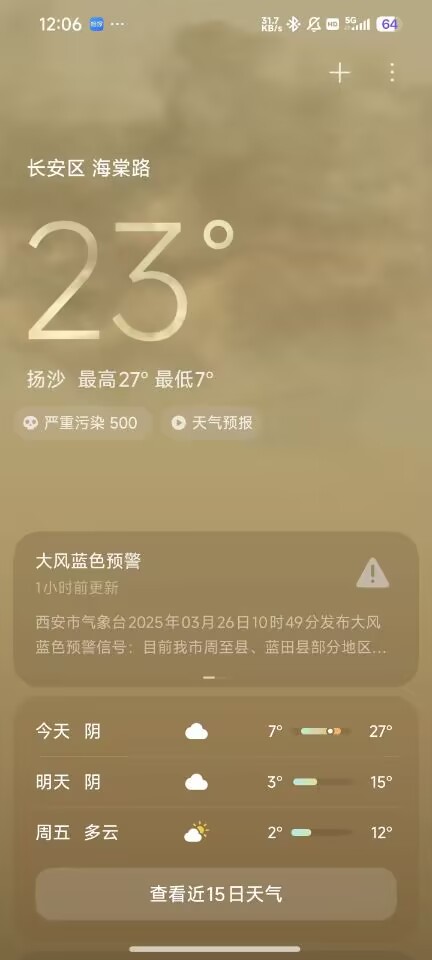 12:06 ... 31.7 KB/s HD 5G 64
长安区 海棠路
23°
扬沙 最高27° 最低7°
严重污染 500 天气预报
大风蓝色预警
1小时前更新
西安市气象台2025年03月26日10时49分发布大风
蓝色预警信号：目前我市周至县、蓝田县部分地区...
今天 阴 7° 27°
明天 阴 3° 15°
周五 多云 2° 12°
查看近15日天气